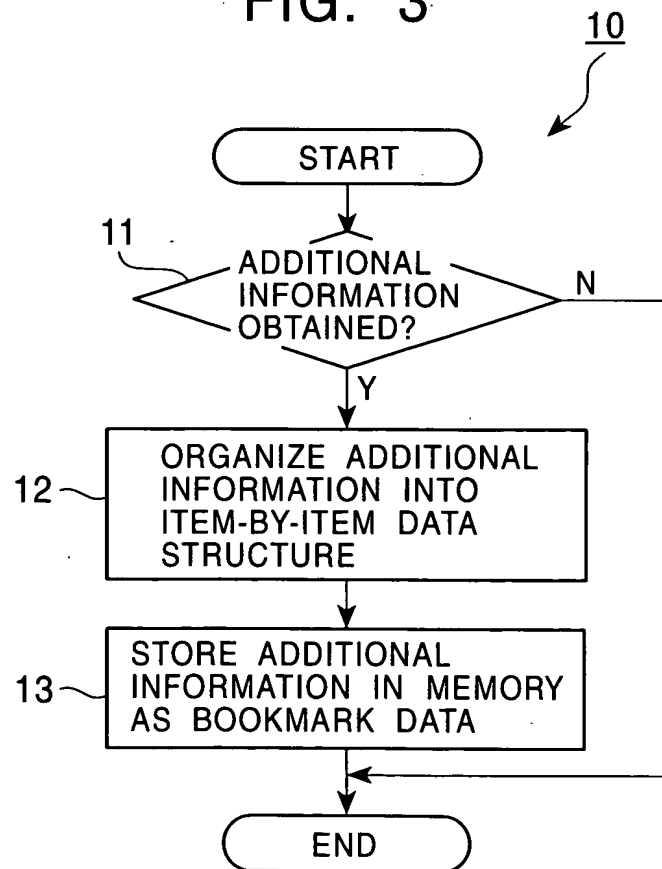 FIG. 3
10
START
11
ADDITIONAL
INFORMATION
OBTAINED?
N
Y
12
ORGANIZE ADDITIONAL
INFORMATION INTO
ITEM-BY-ITEM DATA
STRUCTURE
13
STORE ADDITIONAL
INFORMATION IN MEMORY
AS BOOKMARK DATA
END